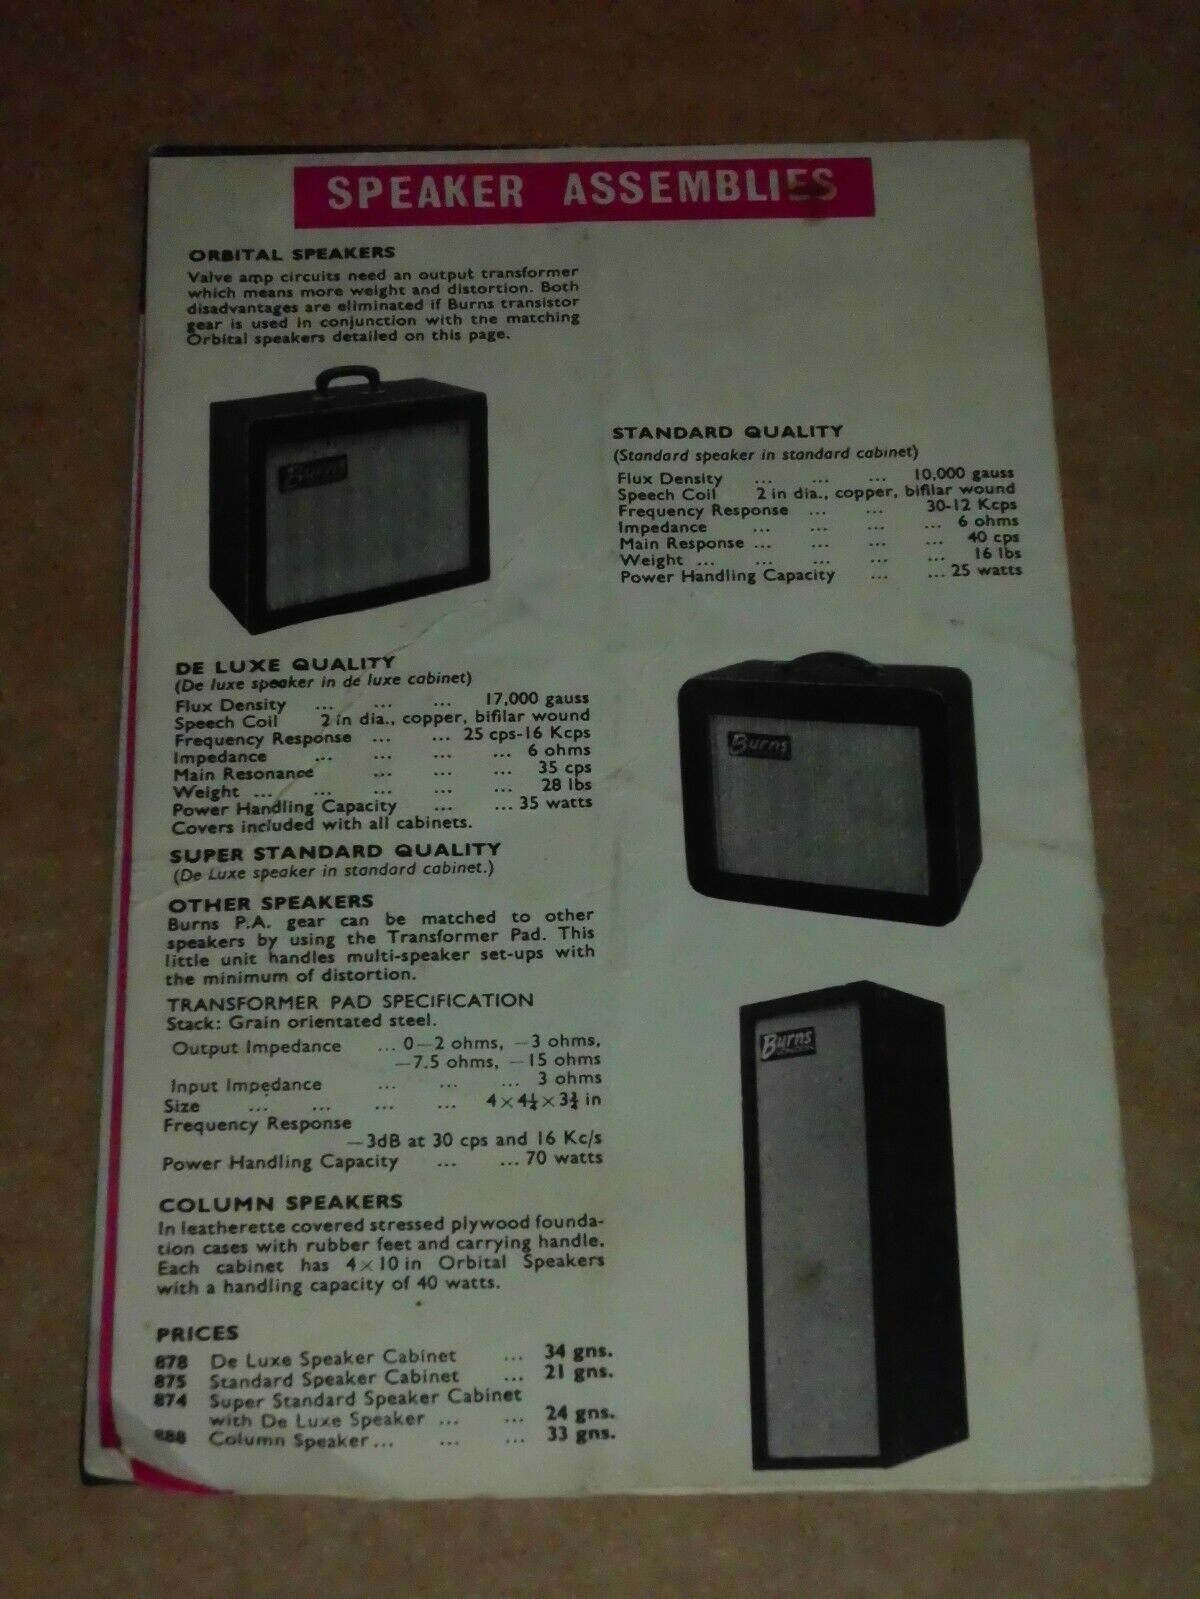 SPEAKER ASSEMBLIES
ORBITAL SPEAKERS
Valve amp circuits need an output transformer
which means more weight and distortion. Both
disadvantages are eliminated if Burns transistor
gear is used in conjunction with the matching
Orbital speakers detailed on this page.
Burns
DE LUXE QUALITY
(De luxe speaker in de luxe cabinet)
Flux Density ... ... ... 17,000 gauss
Speech Coil 2 in dia., copper, bifilar wound
Frequency Response ... ... 25 cps-16 Kcps
Impedance ... ... ... ... 6 ohms
Main Resonance ... ... ... 35 cps
Weight ... ... ... ... ... 28 lbs
Power Handling Capacity ... ... 35 watts
Covers included with all cabinets.
SUPER STANDARD QUALITY
(De Luxe speaker in standard cabinet.)
OTHER SPEAKERS
Burns P.A. gear can be matched to other
speakers by using the Transformer Pad. This
little unit handles multi-speaker set-ups with
the minimum of distortion.
TRANSFORMER PAD SPECIFICATION
Stack: Grain orientated steel.
Output Impedance ... 0—2 ohms, —3 ohms,
—7.5 ohms, —15 ohms
Input Impedance ... ... ... 3 ohms
Size ... ... ... ... 4×4¼×3¾ in
Frequency Response
—3dB at 30 cps and 16 Kc/s
Power Handling Capacity ... ... 70 watts
COLUMN SPEAKERS
In leatherette covered stressed plywood founda-
tion cases with rubber feet and carrying handle.
Each cabinet has 4×10 in Orbital Speakers
with a handling capacity of 40 watts.
PRICES
878 De Luxe Speaker Cabinet ... 34 gns.
875 Standard Speaker Cabinet ... 21 gns.
874 Super Standard Speaker Cabinet
with De Luxe Speaker ... ... 24 gns.
888 Column Speaker ... ... ... 33 gns.
STANDARD QUALITY
(Standard speaker in standard cabinet)
Flux Density ... ... ... 10,000 gauss
Speech Coil 2 in dia., copper, bifilar wound
Frequency Response ... ... 30-12 Kcps
Impedance ... ... ... ... 6 ohms
Main Response ... ... ... ... 40 cps
Weight ... ... ... ... ... 16 lbs
Power Handling Capacity ... ... 25 watts
Burns
Burns
LONDON